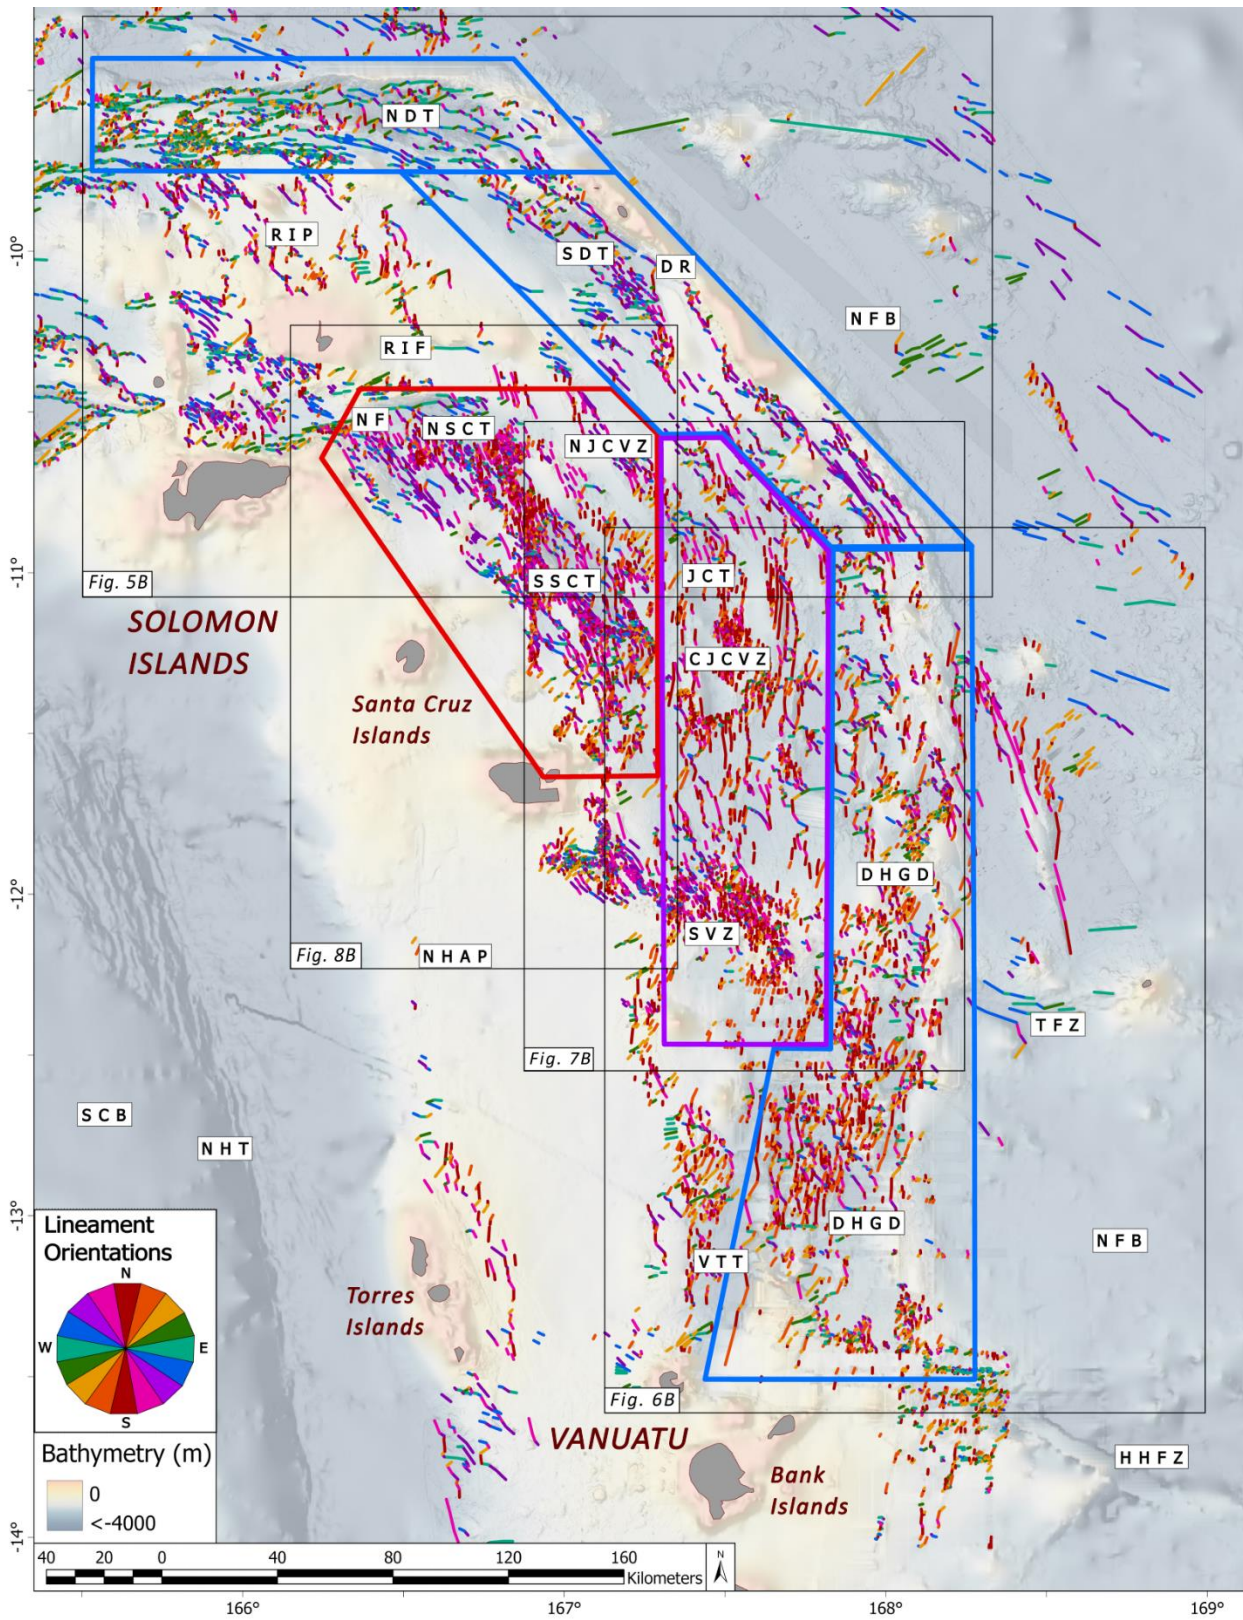 NDT
-10°
RIP
SDT
DR
NFB
RIF
NF
NSCT
NJCVZ
-11°
Fig. 5B
SSCT
JCT
SOLOMON
ISLANDS
CJCVZ
Santa Cruz
Islands
-12°
DHGD
SVZ
Fig. 8B
NHAP
TFZ
Fig. 7B
SCB
NHT
-13°
Lineament
Orientations
N
W
E
S
DHGD
NFB
VTT
Torres
Islands
Fig. 6B
VANUATU
Bathymetry (m)
0
<-4000
HHFZ
Bank
Islands
-14°
40 20 0 40 80 120 160
Kilometers
N
166° 167° 168° 169°